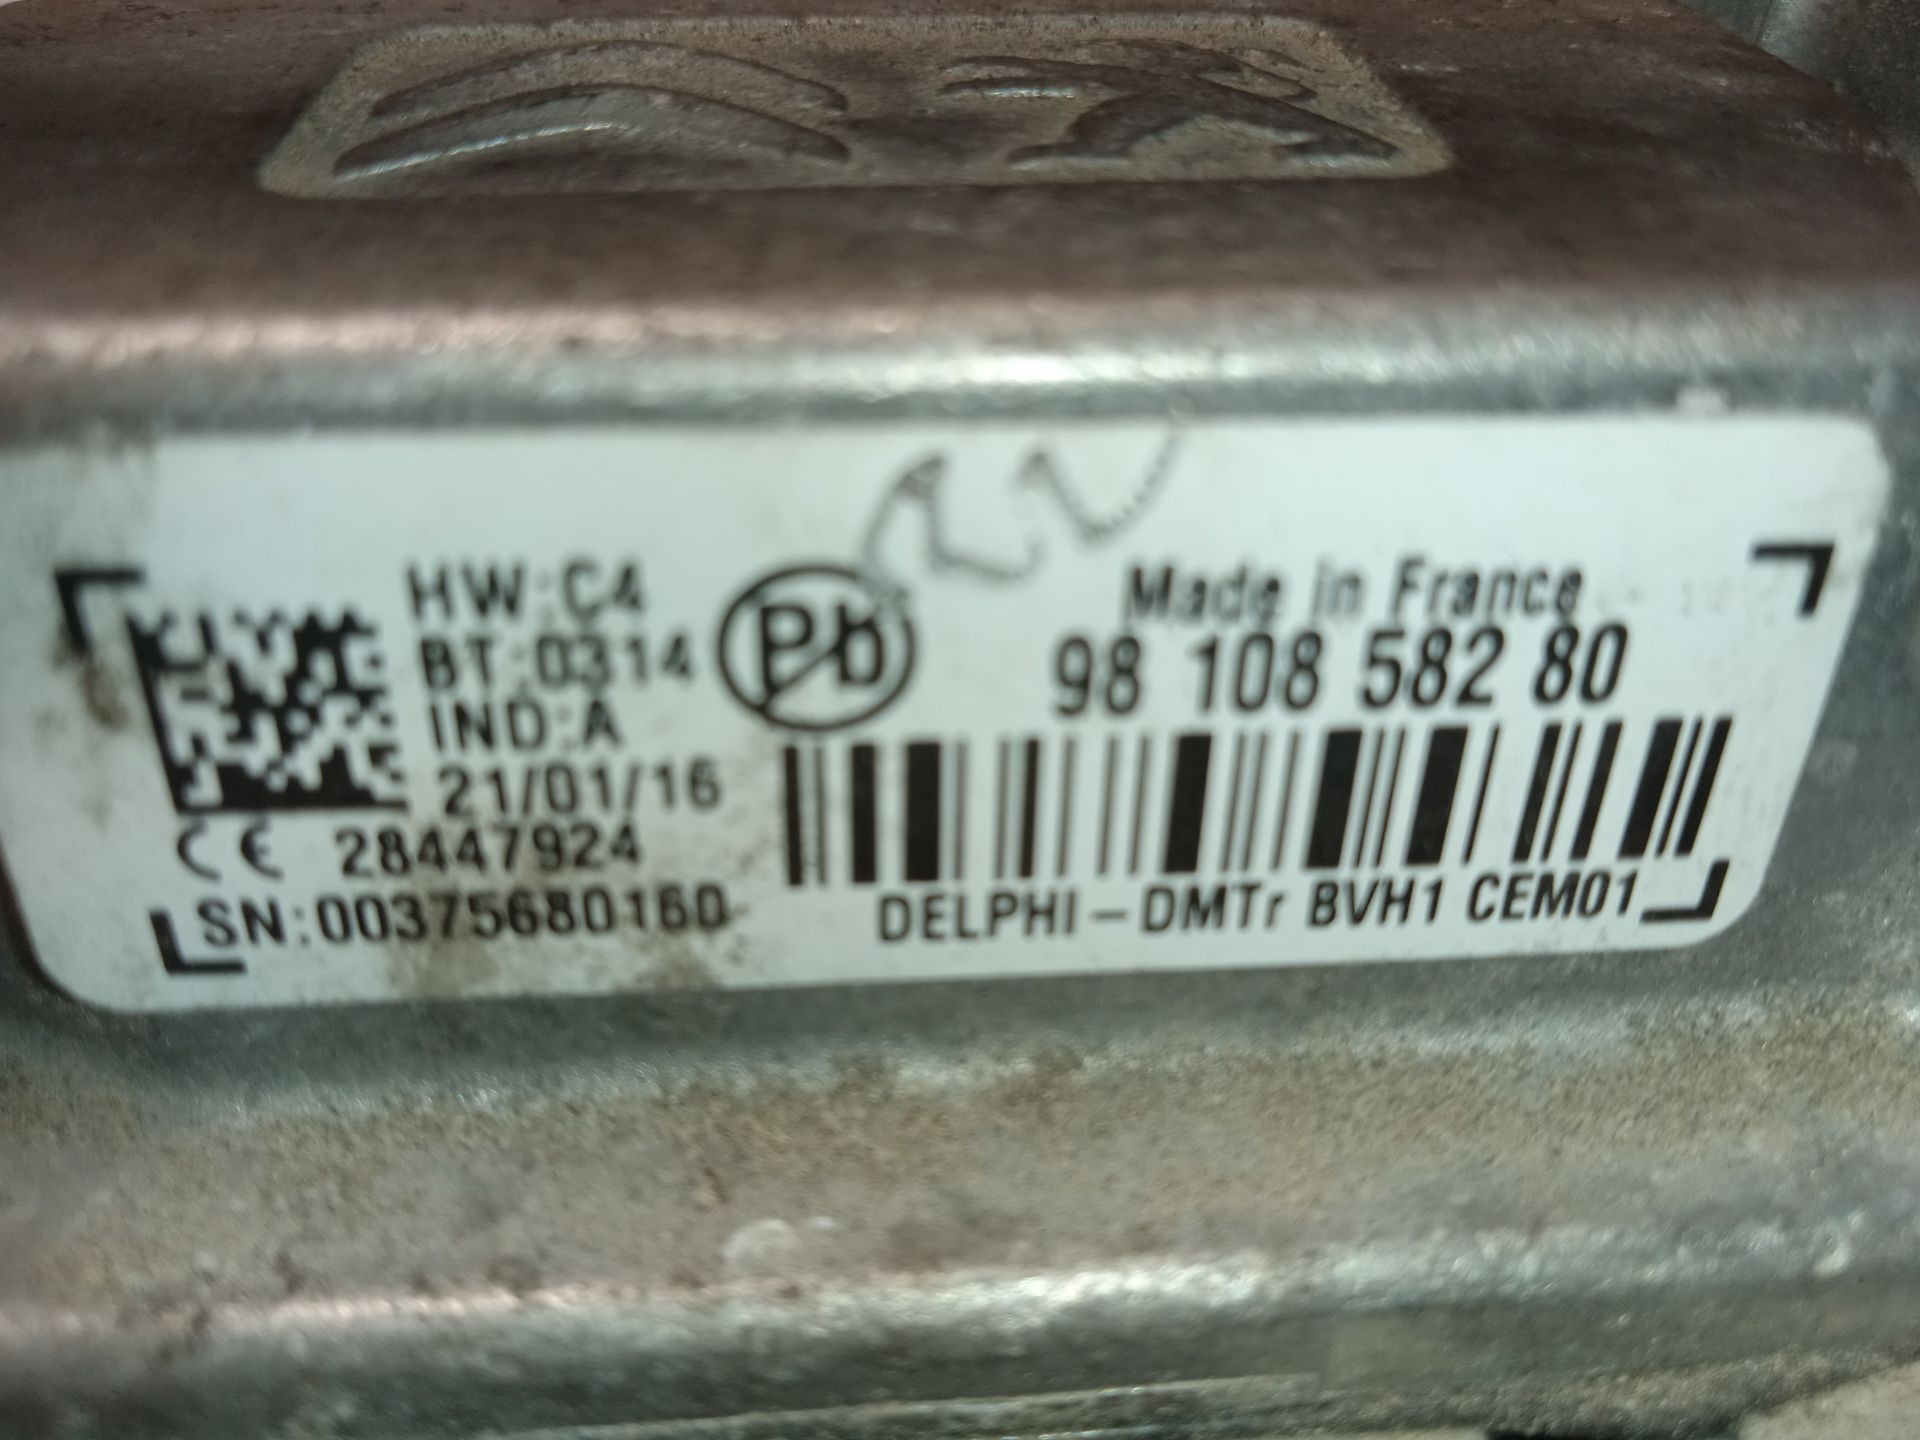 HW:C4
BT:0314
IND:A
21/01/16
CE 28447924
SN:00375680160
Pb
Made in France
98 108 582 80
DELPHI-DMTr BVH1 CEM01